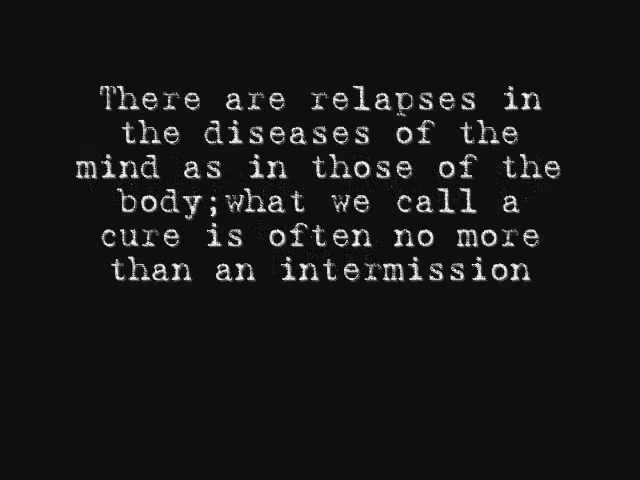 There are relapses in
the diseases of the
mind as in those of the
body;what we call a
cure is often no more
than an intermission